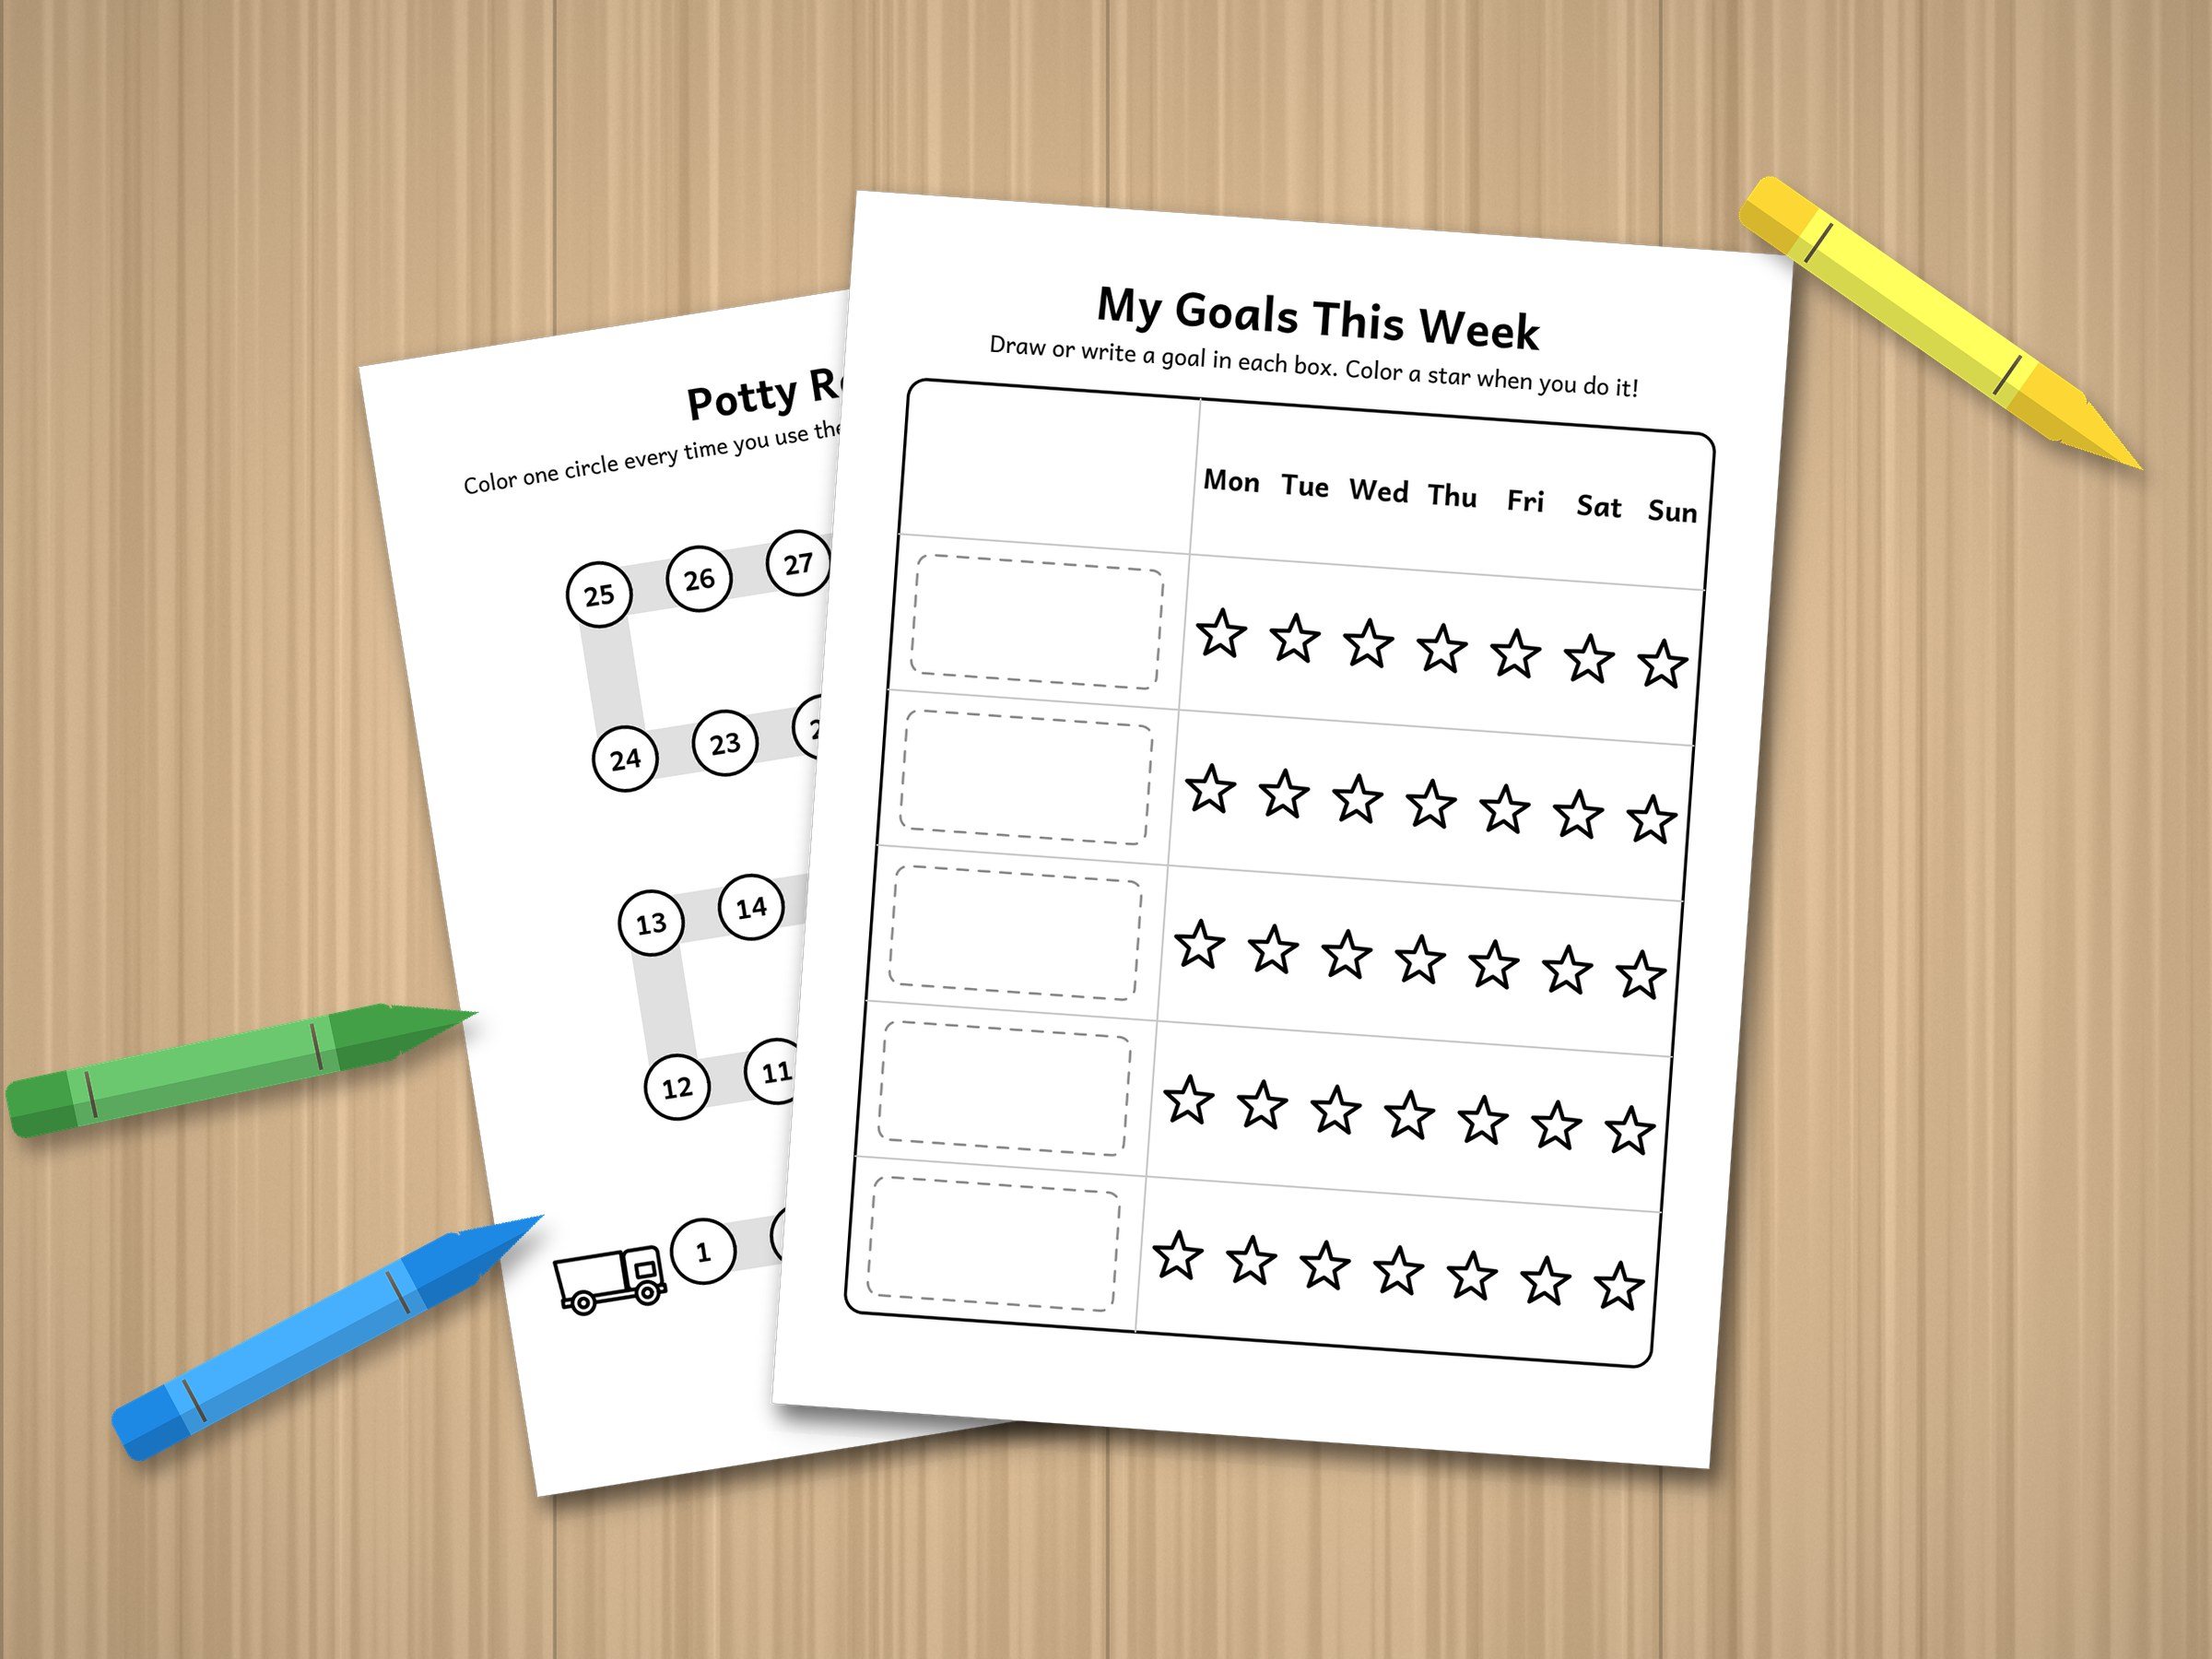 Potty
Color one circle every time you use the
25 26 27
24 23
13 14
12 11
1
My Goals This Week
Draw or write a goal in each box. Color a star when you do it!
Mon Tue Wed Thu Fri Sat Sun